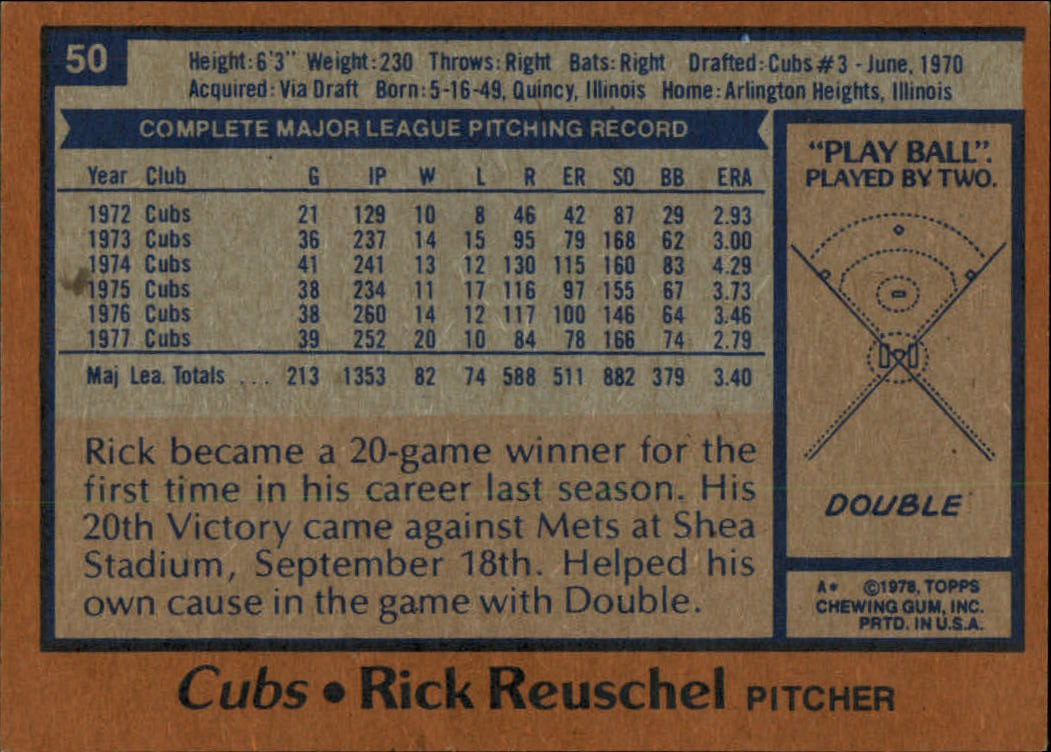 50
Height:6'3" Weight:230 Throws:Right Bats:Right Drafted:Cubs #3 - June, 1970
Acquired:Via Draft Born:5-16-49, Quincy, Illinois Home:Arlington Heights, Illinois
COMPLETE MAJOR LEAGUE PITCHING RECORD
Year Club G IP W L R ER SO BB ERA
1972 Cubs 21 129 10 8 46 42 87 29 2.93
1973 Cubs 36 237 14 15 95 79 168 62 3.00
1974 Cubs 41 241 13 12 130 115 160 83 4.29
1975 Cubs 38 234 11 17 116 97 155 67 3.73
1976 Cubs 38 260 14 12 117 100 146 64 3.46
1977 Cubs 39 252 20 10 84 78 166 74 2.79
Maj Lea. Totals ... 213 1353 82 74 588 511 882 379 3.40
Rick became a 20-game winner for the
first time in his career last season. His
20th Victory came against Mets at Shea
Stadium, September 18th. Helped his
own cause in the game with Double.
"PLAY BALL".
PLAYED BY TWO.
DOUBLE
A* ©1978, TOPPS
CHEWING GUM, INC.
PRTD. IN U.S.A.
Cubs • Rick Reuschel PITCHER